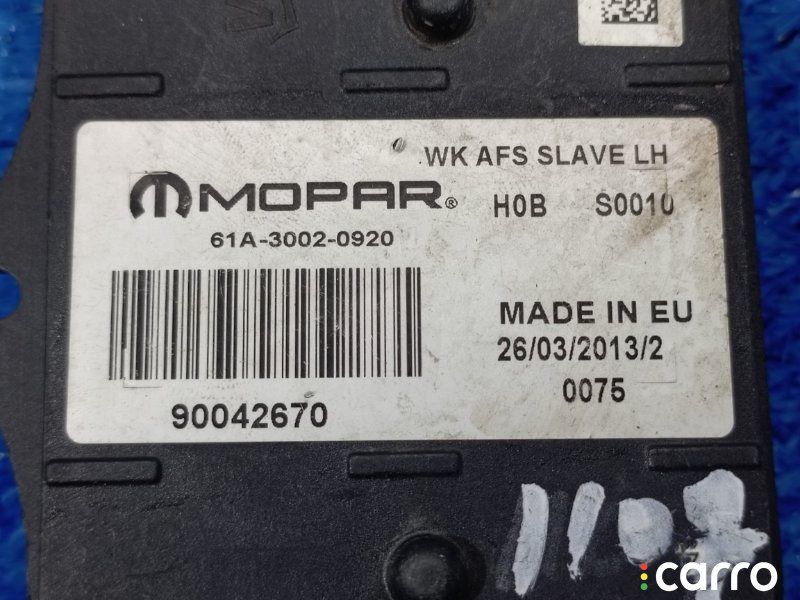 WK AFS SLAVE LH
MOPAR®
H0B S0010
61A-3002-0920
MADE IN EU
26/03/2013/2
0075
90042670
carro